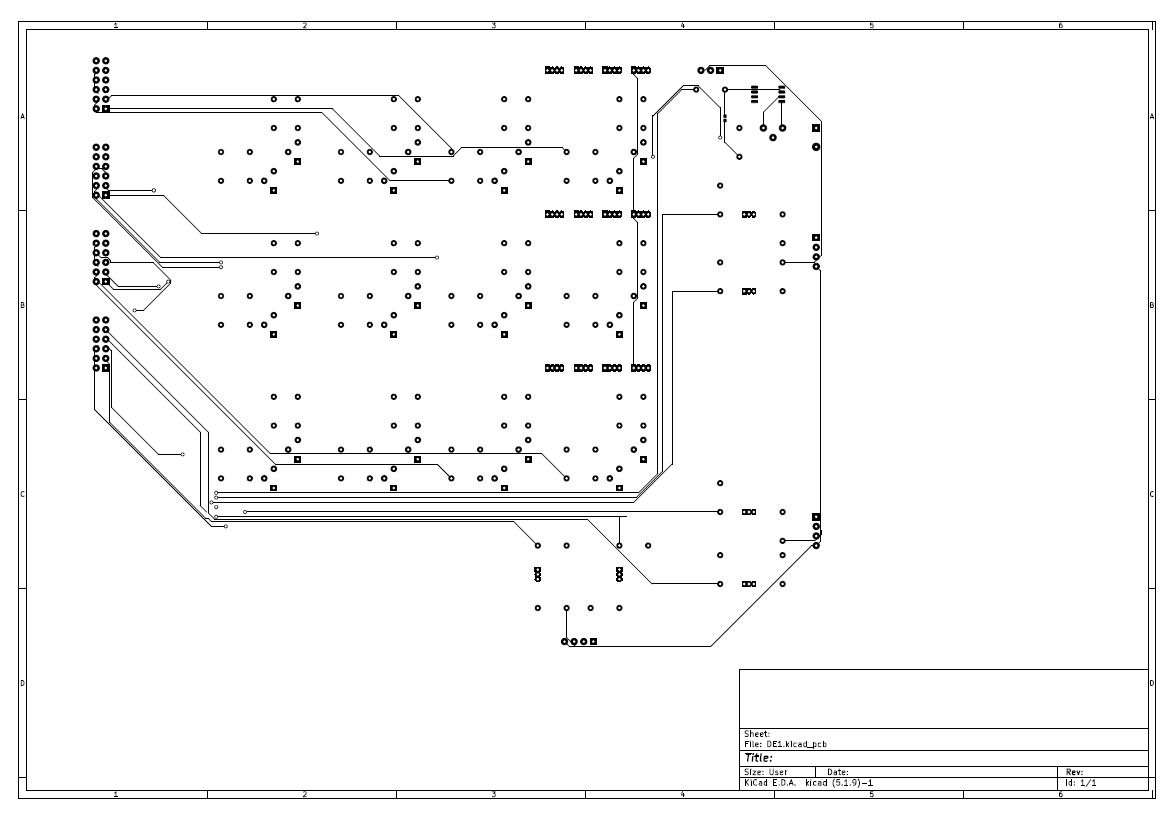 1 2 3 4 5 6
A A
B B
C C
D D
Sheet:
File: DE1.kicad_pcb
Title:
Size: User Date: Rev:
KiCad E.D.A. kicad (5.1.9)-1 Id: 1/1
1 2 3 4 5 6